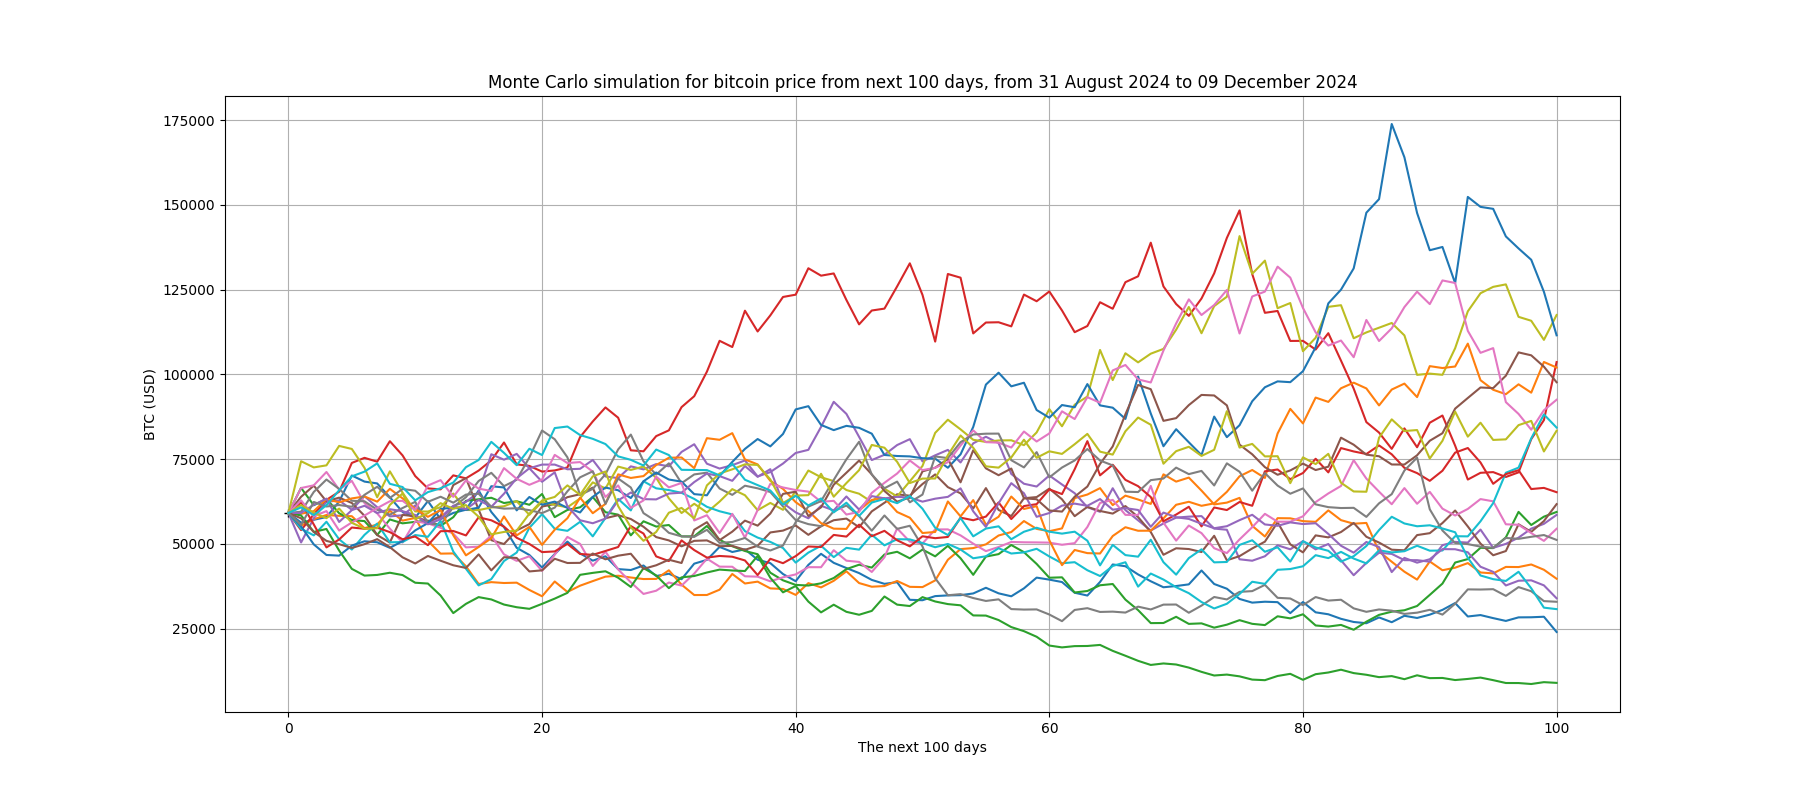 Monte Carlo simulation for bitcoin price from next 100 days, from 31 August 2024 to 09 December 2024
175000
150000
125000
100000
75000
50000
25000
BTC (USD)
0 20 40 60 80 100
The next 100 days